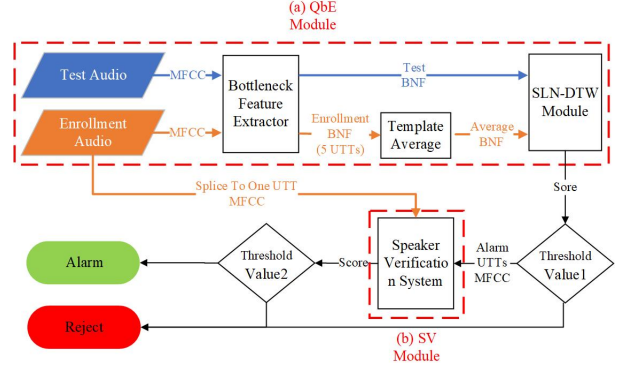 (a) QbE
Module
Test Audio
MFCC
Bottleneck
Feature
Extractor
Test
BNF
SLN-DTW
Module
Enrollment
Audio
MFCC
Enrollment
BNF
(5 UTTs)
Template
Average
Average
BNF
Splice To One UTT
MFCC
Sore
Alarm
Threshold
Value2
Score
Speaker
Verificatio
n System
Alarm
UTTs
MFCC
Threshold
Value1
Reject
(b) SV
Module